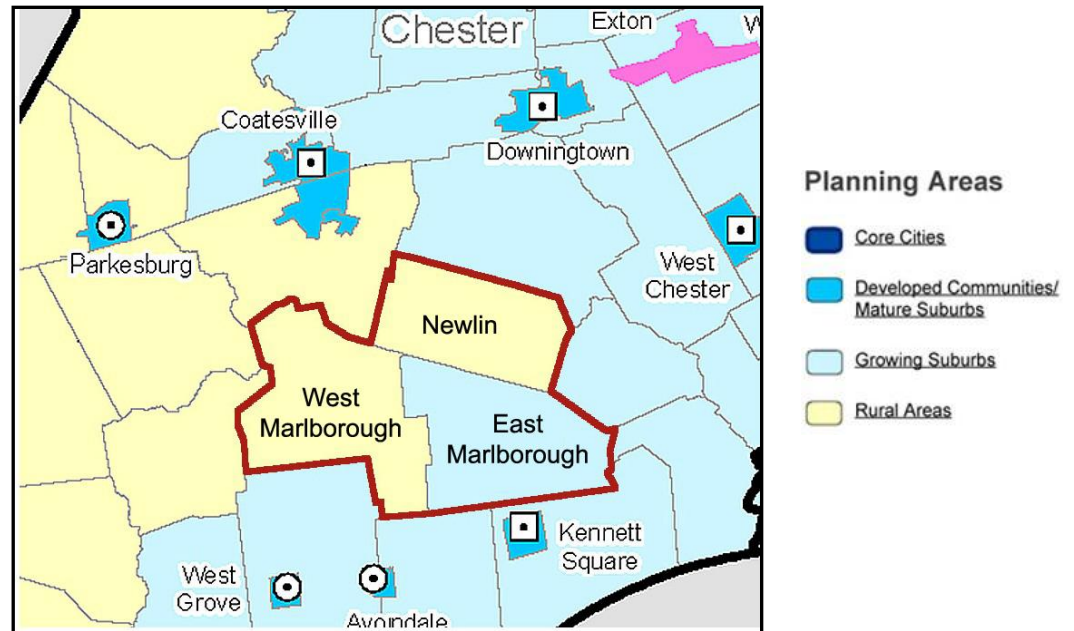 Chester
Exton
W
Coatesville
Downingtown
Parkesburg
West
Chester
Newlin
West
Marlborough
East
Marlborough
Kennett
Square
West
Grove
Avondale
Planning Areas
Core Cities
Developed Communities/
Mature Suburbs
Growing Suburbs
Rural Areas